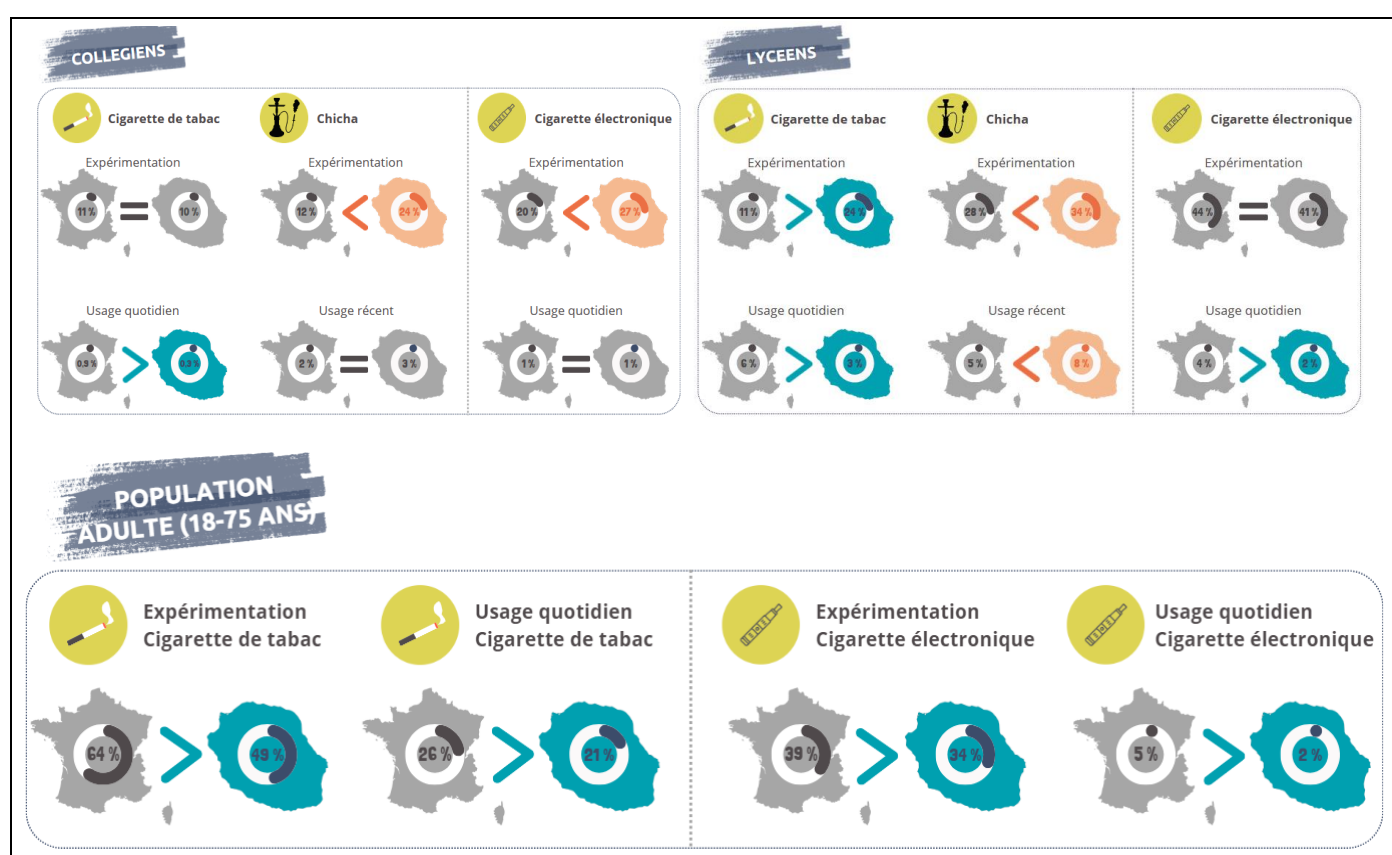 COLLEGIENS
Cigarette de tabac
Chicha
Cigarette électronique
Expérimentation
Expérimentation
Expérimentation
11 % = 10 %
12 % < 24 %
20 % < 27 %
Usage quotidien
Usage récent
Usage quotidien
0.9 % > 0.3 %
2 % = 3 %
1 % = 1 %
LYCEENS
Cigarette de tabac
Chicha
Cigarette électronique
Expérimentation
Expérimentation
Expérimentation
11 % > 24 %
28 % < 34 %
44 % = 41 %
Usage quotidien
Usage récent
Usage quotidien
6 % > 3 %
5 % < 8 %
4 % > 2 %
POPULATION
ADULTE (18-75 ANS)
Expérimentation
Cigarette de tabac
Usage quotidien
Cigarette de tabac
Expérimentation
Cigarette électronique
Usage quotidien
Cigarette électronique
64 % > 49 %
26 % > 21 %
39 % > 34 %
5 % > 2 %